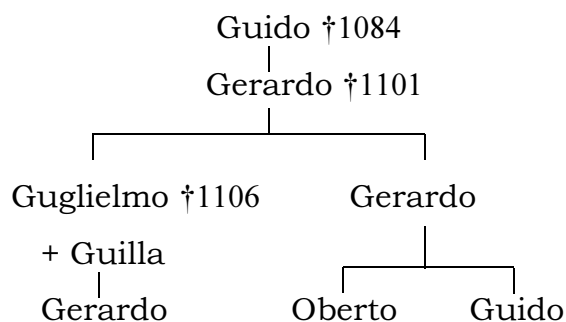 Guido †1084
Gerardo †1101
Guglielmo †1106 Gerardo
+ Guilla
Gerardo Oberto Guido